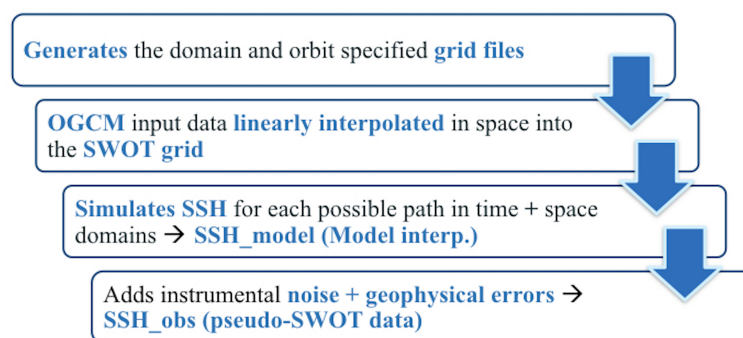 Generates the domain and orbit specified grid files
OGCM input data linearly interpolated in space into
the SWOT grid
Simulates SSH for each possible path in time + space
domains → SSH_model (Model interp.)
Adds instrumental noise + geophysical errors →
SSH_obs (pseudo-SWOT data)